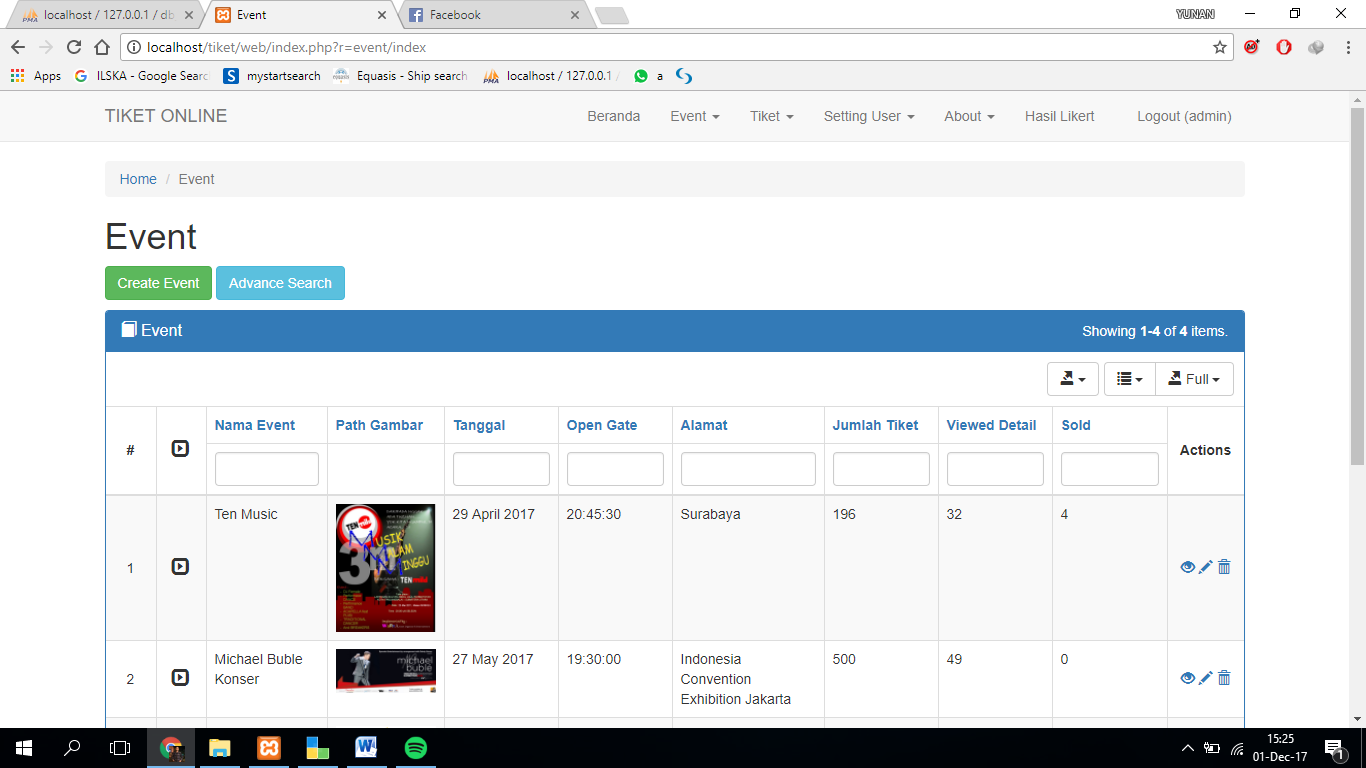 localhost / 127.0.0.1 / db
Event
Facebook
YUNAN
localhost/tiket/web/index.php?r=event/index
Apps
ILSKA - Google Searc
mystartsearch
Equasis - Ship search
localhost / 127.0.0.1 /
a
TIKET ONLINE
Beranda
Event
Tiket
Setting User
About
Hasil Likert
Logout (admin)
Home / Event
Event
Create Event
Advance Search
Event
Showing 1-4 of 4 items.
Full
# Nama Event Path Gambar Tanggal Open Gate Alamat Jumlah Tiket Viewed Detail Sold Actions
1 Ten Music 29 April 2017 20:45:30 Surabaya 196 32 4
2 Michael Buble 27 May 2017 19:30:00 Indonesia 500 49 0
Konser Convention
Exhibition Jakarta
michael
buble
15:25
01-Dec-17
1